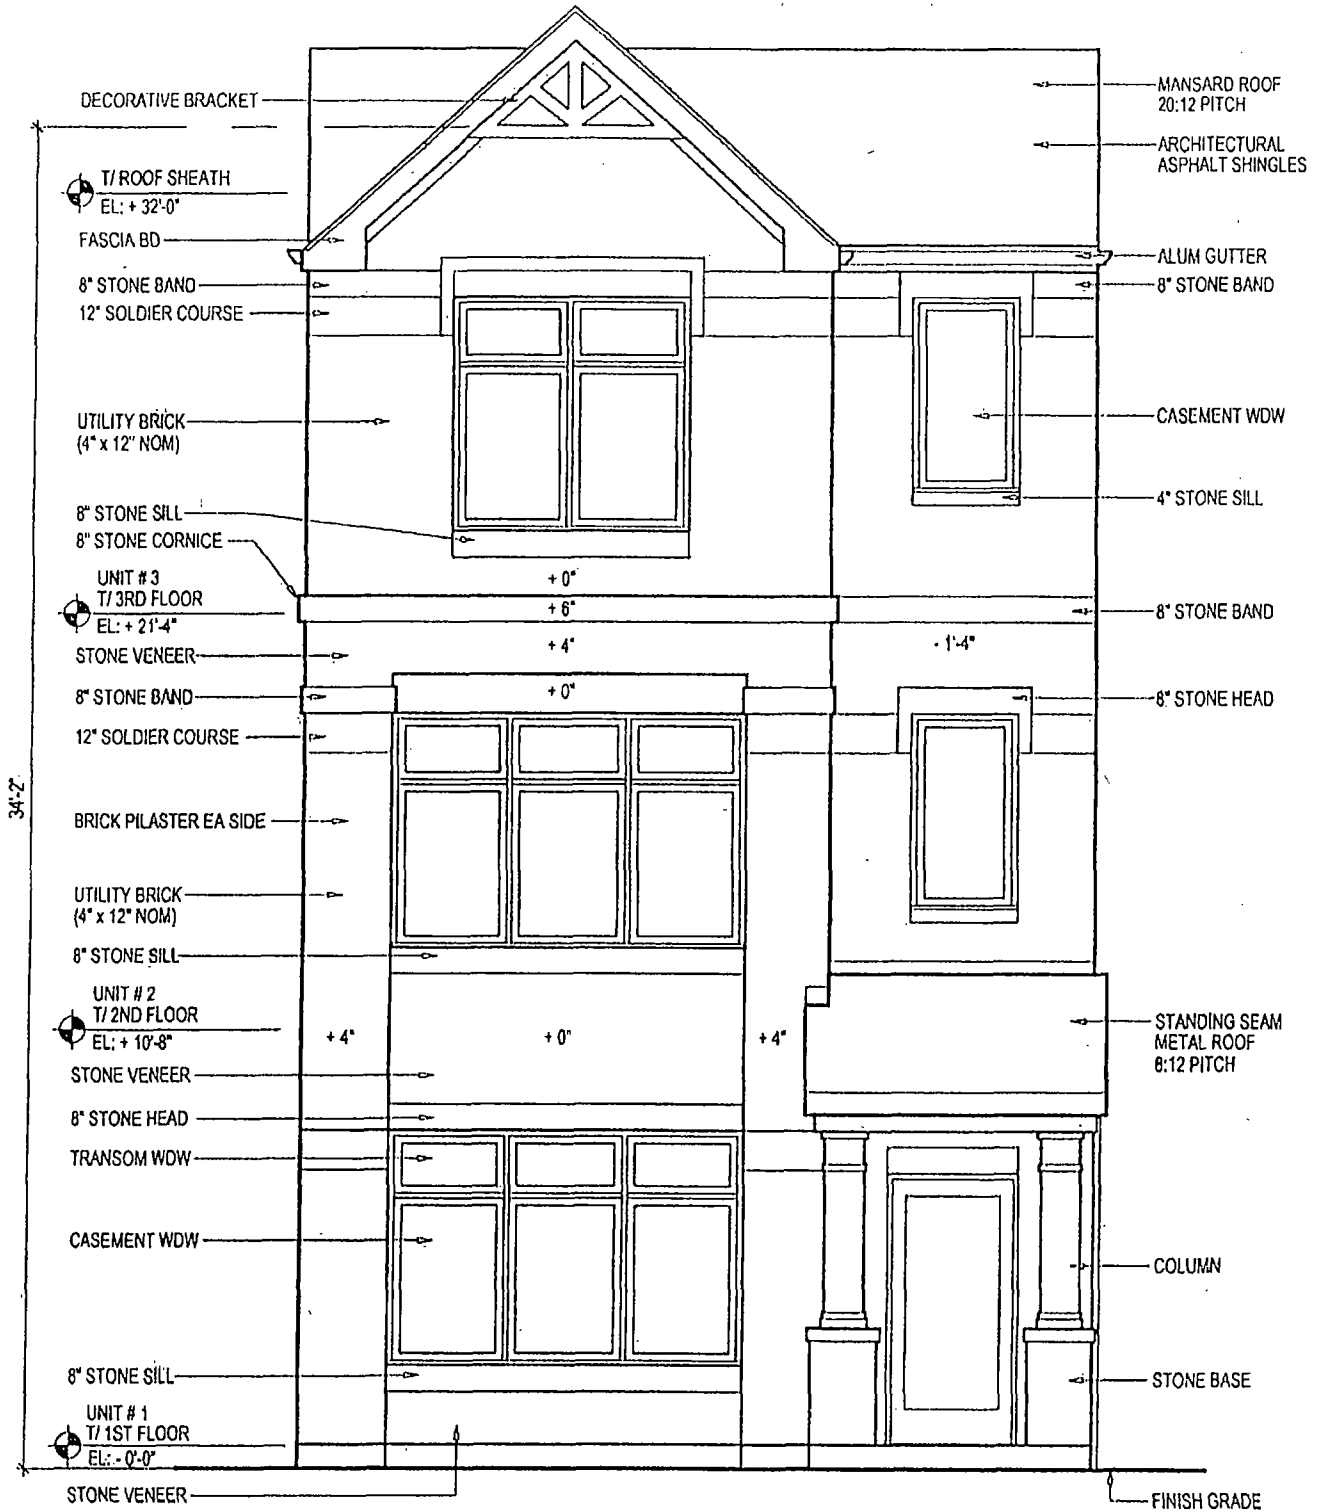 DECORATIVE BRACKET
T/ ROOF SHEATH
EL: + 32'-0"
FASCIA BD
8" STONE BAND
12" SOLDIER COURSE
UTILITY BRICK
(4" x 12" NOM)
8" STONE SILL
8" STONE CORNICE
UNIT # 3
T/ 3RD FLOOR
EL: + 21'-4"
STONE VENEER
8" STONE BAND
12" SOLDIER COURSE
34'-2"
BRICK PILASTER EA SIDE
UTILITY BRICK
(4" x 12" NOM)
8" STONE SILL
UNIT # 2
T/ 2ND FLOOR
EL: + 10'-8"
STONE VENEER
8" STONE HEAD
TRANSOM WDW
CASEMENT WDW
8" STONE SILL
UNIT # 1
T/ 1ST FLOOR
EL: - 0'-0"
STONE VENEER
+ 0"
+ 6"
+ 4"
+ 0"
- 1'-4"
+ 4"
+ 0"
+ 4"
MANSARD ROOF
20:12 PITCH
ARCHITECTURAL
ASPHALT SHINGLES
ALUM GUTTER
8" STONE BAND
CASEMENT WDW
4" STONE SILL
8" STONE BAND
8" STONE HEAD
STANDING SEAM
METAL ROOF
8:12 PITCH
COLUMN
STONE BASE
FINISH GRADE